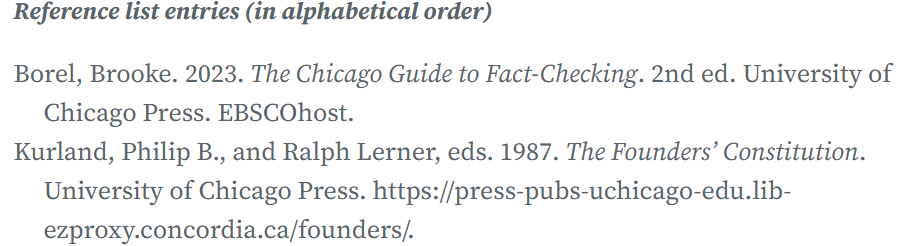 Reference list entries (in alphabetical order)
Borel, Brooke. 2023. The Chicago Guide to Fact-Checking. 2nd ed. University of
Chicago Press. EBSCOhost.
Kurland, Philip B., and Ralph Lerner, eds. 1987. The Founders’ Constitution.
University of Chicago Press. https://press-pubs-uchicago-edu.lib-
ezproxy.concordia.ca/founders/.